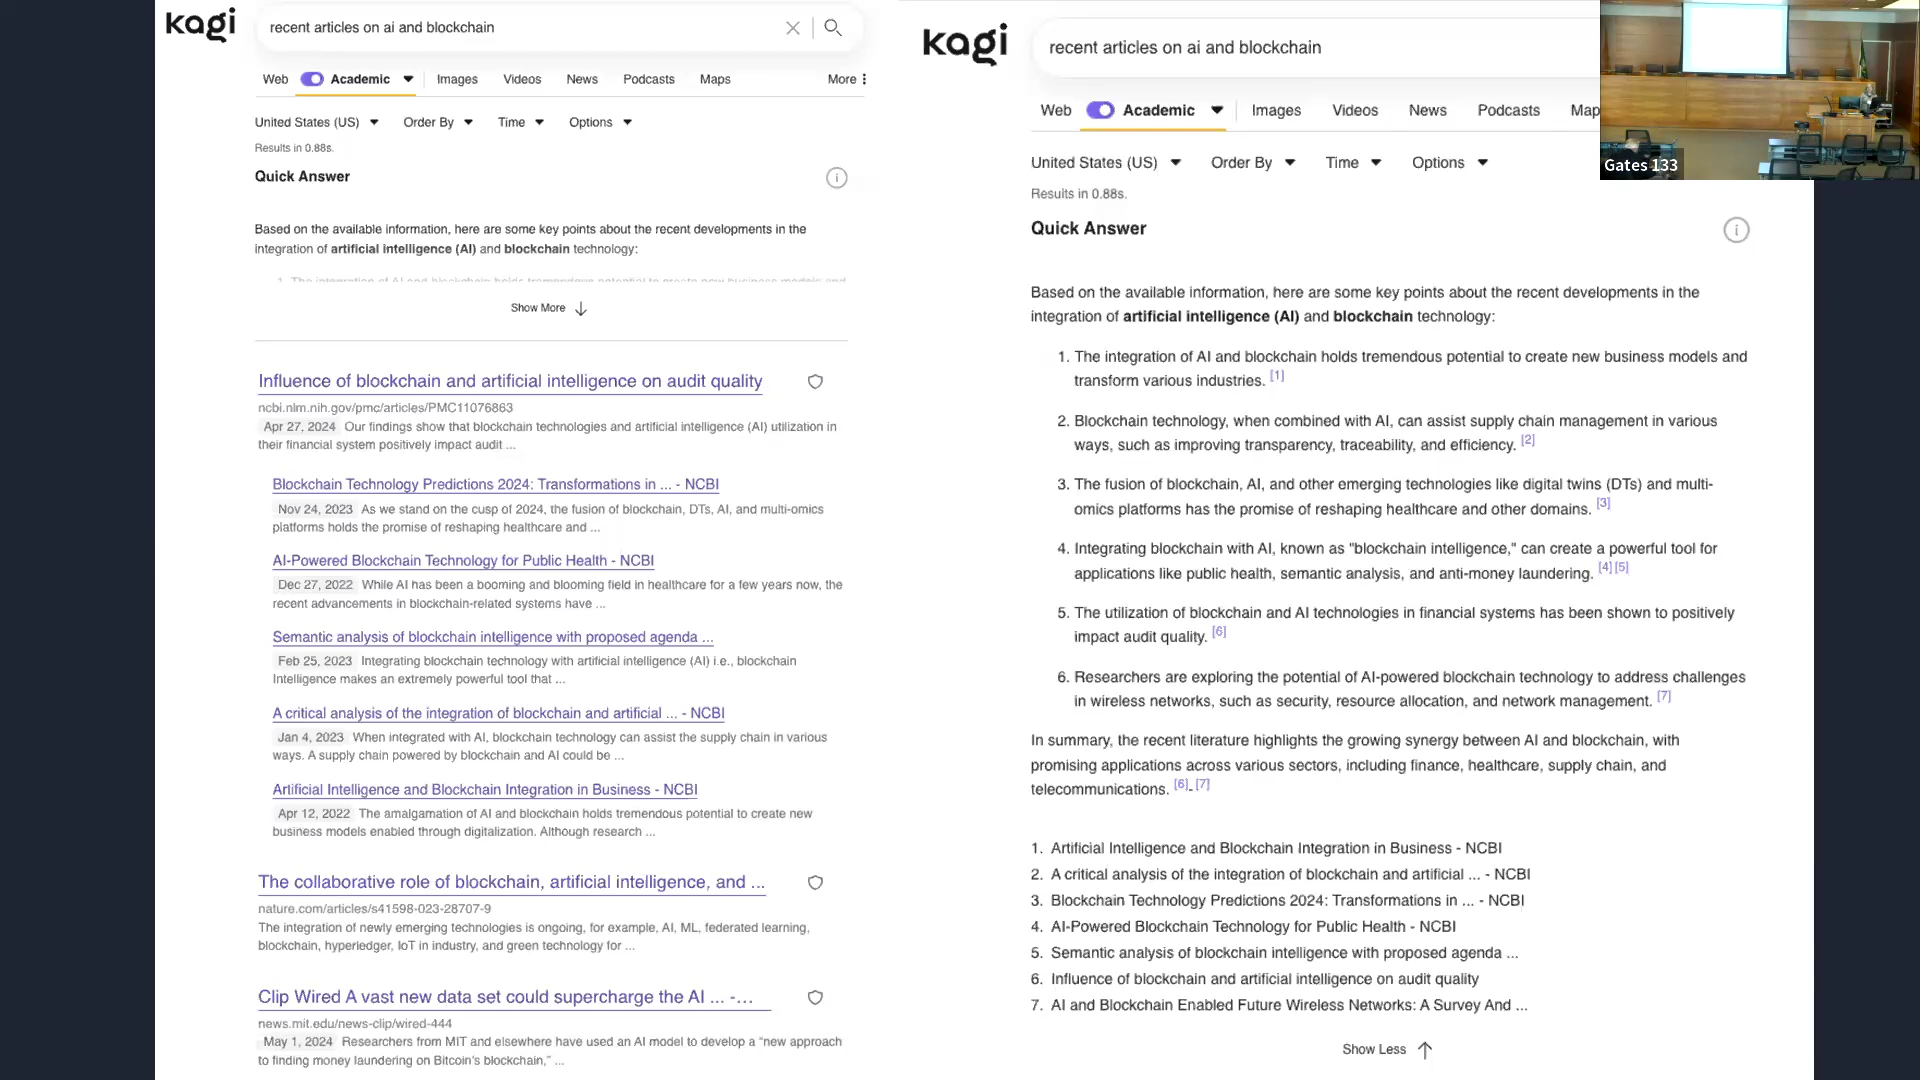 kagi
recent articles on ai and blockchain
Web Academic Images Videos News Podcasts Maps More
United States (US) Order By Time Options
Results in 0.88s.
Quick Answer
Based on the available information, here are some key points about the recent developments in the
integration of artificial intelligence (AI) and blockchain technology:
1. The integration of AI and blockchain holds tremendous potential to create new business models and
Show More
Influence of blockchain and artificial intelligence on audit quality
ncbi.nlm.nih.gov/pmc/articles/PMC11076863
Apr 27, 2024 Our findings show that blockchain technologies and artificial intelligence (AI) utilization in
their financial system positively impact audit ...
Blockchain Technology Predictions 2024: Transformations in ... - NCBI
Nov 24, 2023 As we stand on the cusp of 2024, the fusion of blockchain, DTs, AI, and multi-omics
platforms holds the promise of reshaping healthcare and ...
AI-Powered Blockchain Technology for Public Health - NCBI
Dec 27, 2022 While AI has been a booming and blooming field in healthcare for a few years now, the
recent advancements in blockchain-related systems have ...
Semantic analysis of blockchain intelligence with proposed agenda ...
Feb 25, 2023 Integrating blockchain technology with artificial intelligence (AI) i.e., blockchain
Intelligence makes an extremely powerful tool that ...
A critical analysis of the integration of blockchain and artificial ... - NCBI
Jan 4, 2023 When integrated with AI, blockchain technology can assist the supply chain in various
ways. A supply chain powered by blockchain and AI could be ...
Artificial Intelligence and Blockchain Integration in Business - NCBI
Apr 12, 2022 The amalgamation of AI and blockchain holds tremendous potential to create new
business models enabled through digitalization. Although research ...
The collaborative role of blockchain, artificial intelligence, and ...
nature.com/articles/s41598-023-28707-9
The integration of newly emerging technologies is ongoing, for example, AI, ML, federated learning,
blockchain, hyperledger, IoT in industry, and green technology for ...
Clip Wired A vast new data set could supercharge the AI ... -...
news.mit.edu/news-clip/wired-444
May 1, 2024 Researchers from MIT and elsewhere have used an AI model to develop a “new approach
to finding money laundering on Bitcoin’s blockchain,” ...
kagi
recent articles on ai and blockchain
Web Academic Images Videos News Podcasts Map
United States (US) Order By Time Options
Results in 0.88s.
Quick Answer
Based on the available information, here are some key points about the recent developments in the
integration of artificial intelligence (AI) and blockchain technology:
1. The integration of AI and blockchain holds tremendous potential to create new business models and
transform various industries. [1]
2. Blockchain technology, when combined with AI, can assist supply chain management in various
ways, such as improving transparency, traceability, and efficiency. [2]
3. The fusion of blockchain, AI, and other emerging technologies like digital twins (DTs) and multi-
omics platforms has the promise of reshaping healthcare and other domains. [3]
4. Integrating blockchain with AI, known as "blockchain intelligence," can create a powerful tool for
applications like public health, semantic analysis, and anti-money laundering. [4] [5]
5. The utilization of blockchain and AI technologies in financial systems has been shown to positively
impact audit quality. [6]
6. Researchers are exploring the potential of AI-powered blockchain technology to address challenges
in wireless networks, such as security, resource allocation, and network management. [7]
In summary, the recent literature highlights the growing synergy between AI and blockchain, with
promising applications across various sectors, including finance, healthcare, supply chain, and
telecommunications. [6]- [7]
1. Artificial Intelligence and Blockchain Integration in Business - NCBI
2. A critical analysis of the integration of blockchain and artificial ... - NCBI
3. Blockchain Technology Predictions 2024: Transformations in ... - NCBI
4. AI-Powered Blockchain Technology for Public Health - NCBI
5. Semantic analysis of blockchain intelligence with proposed agenda ...
6. Influence of blockchain and artificial intelligence on audit quality
7. AI and Blockchain Enabled Future Wireless Networks: A Survey And ...
Show Less
Gates 133